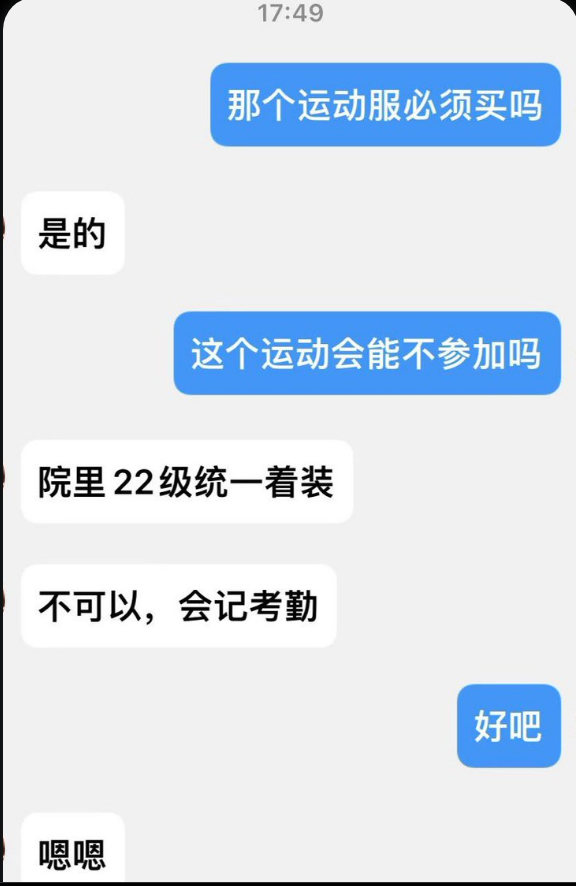 17:49
那个运动服必须买吗
是的
这个运动会能不参加吗
院里22级统一着装
不可以，会记考勤
好吧
嗯嗯